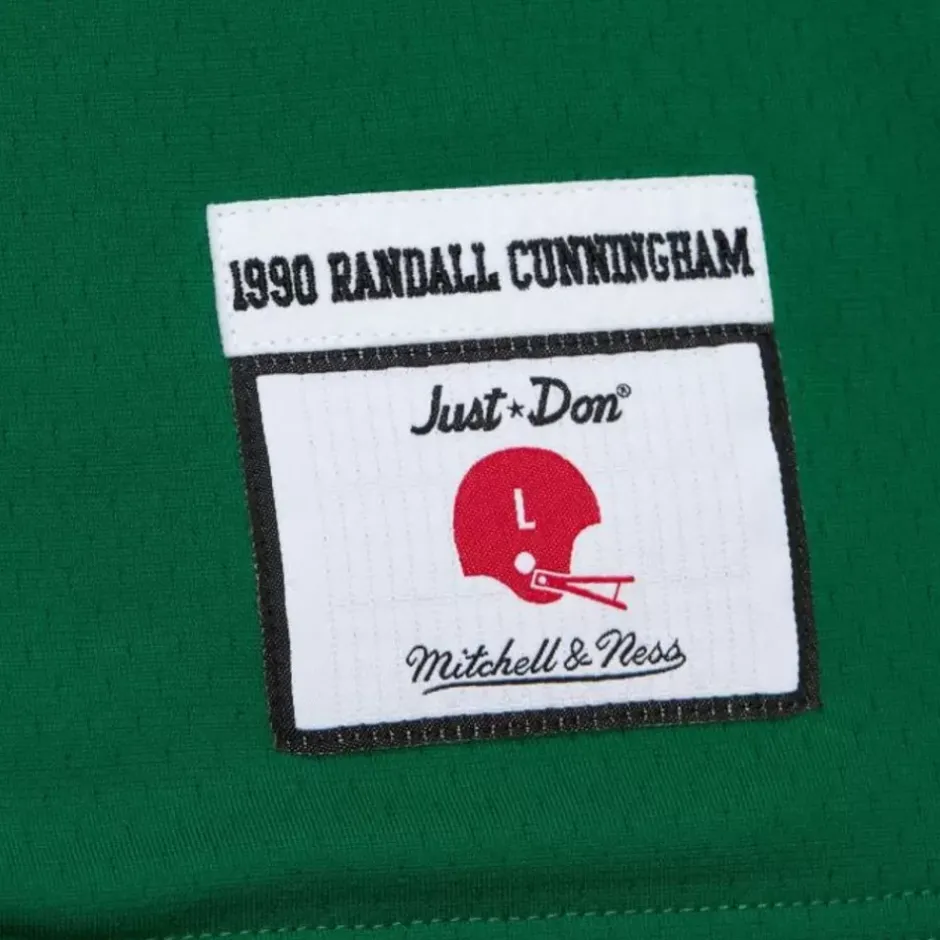 1990 RANDALL CUNNINGHAM
Just★Don®
L
Mitchell & Ness